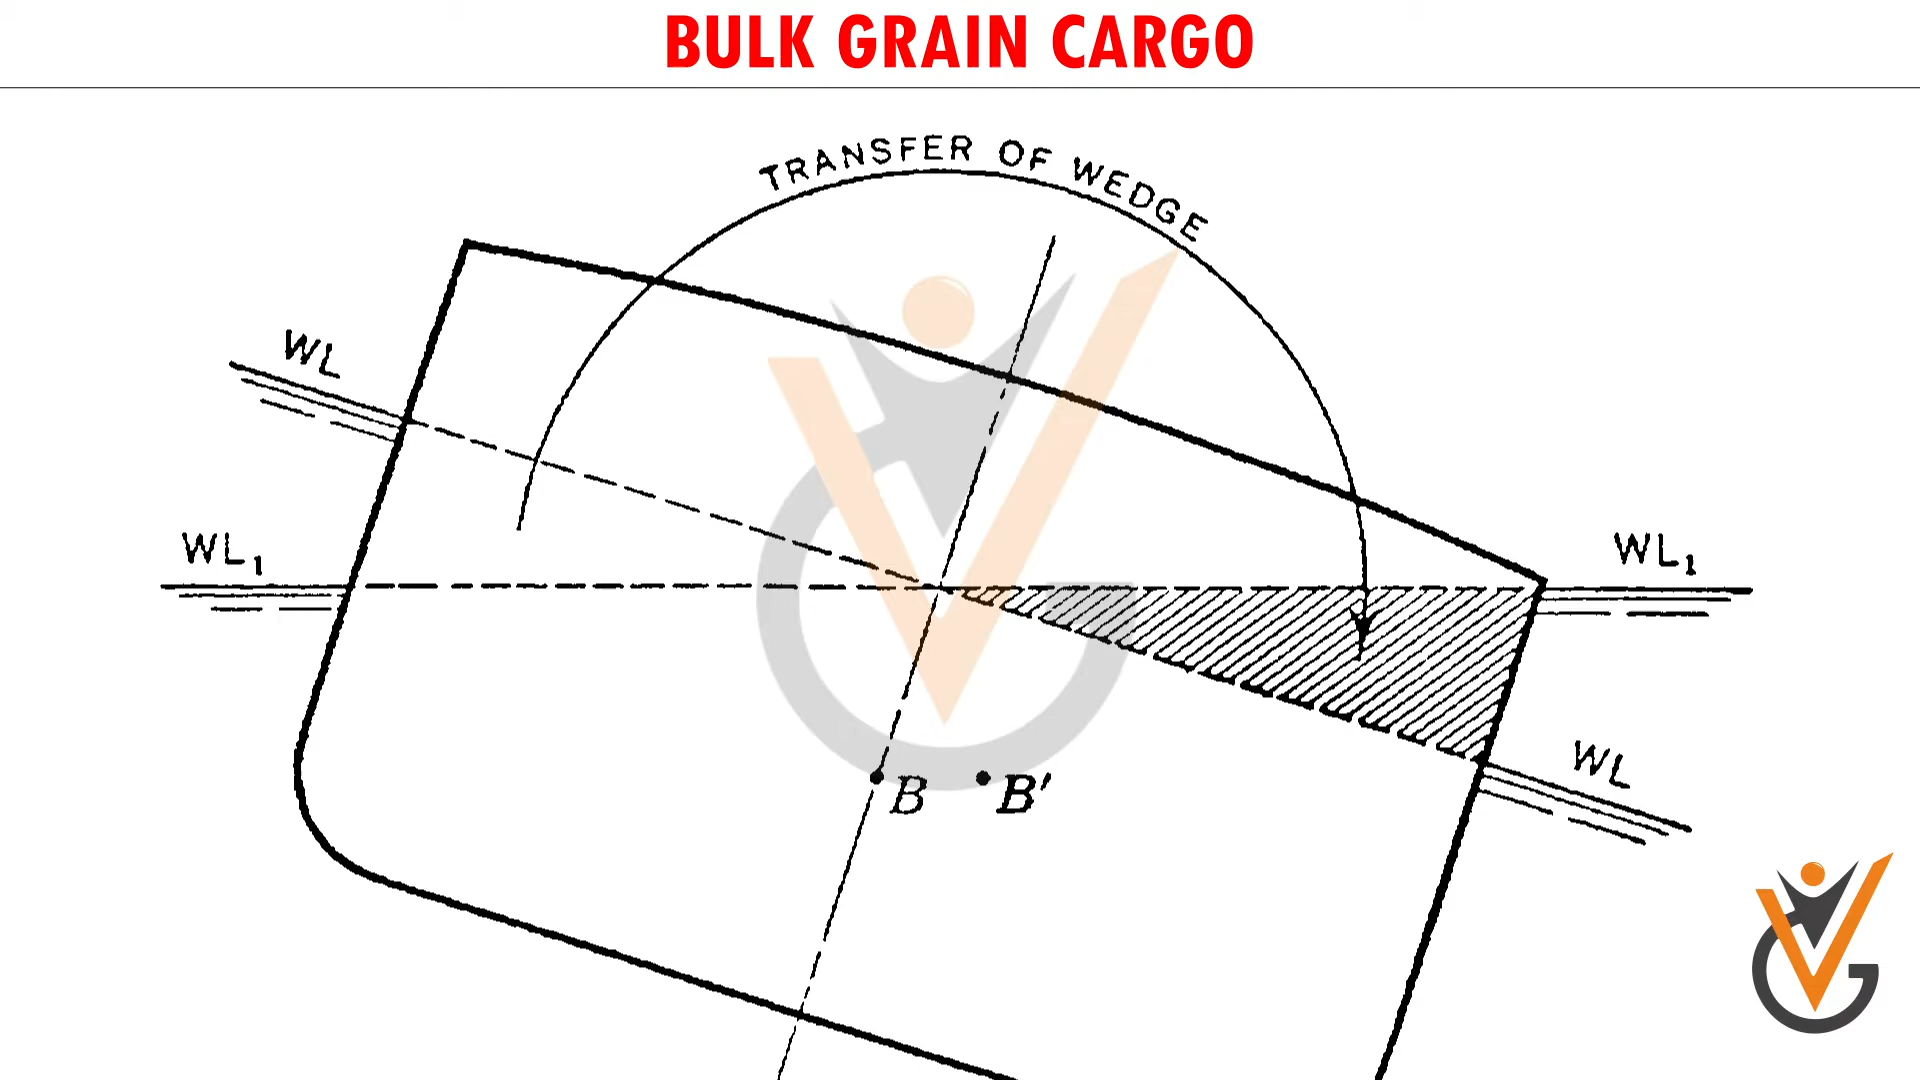 BULK GRAIN CARGO
TRANSFER OF WEDGE
WL
WL₁
WL₁
WL
B
B'